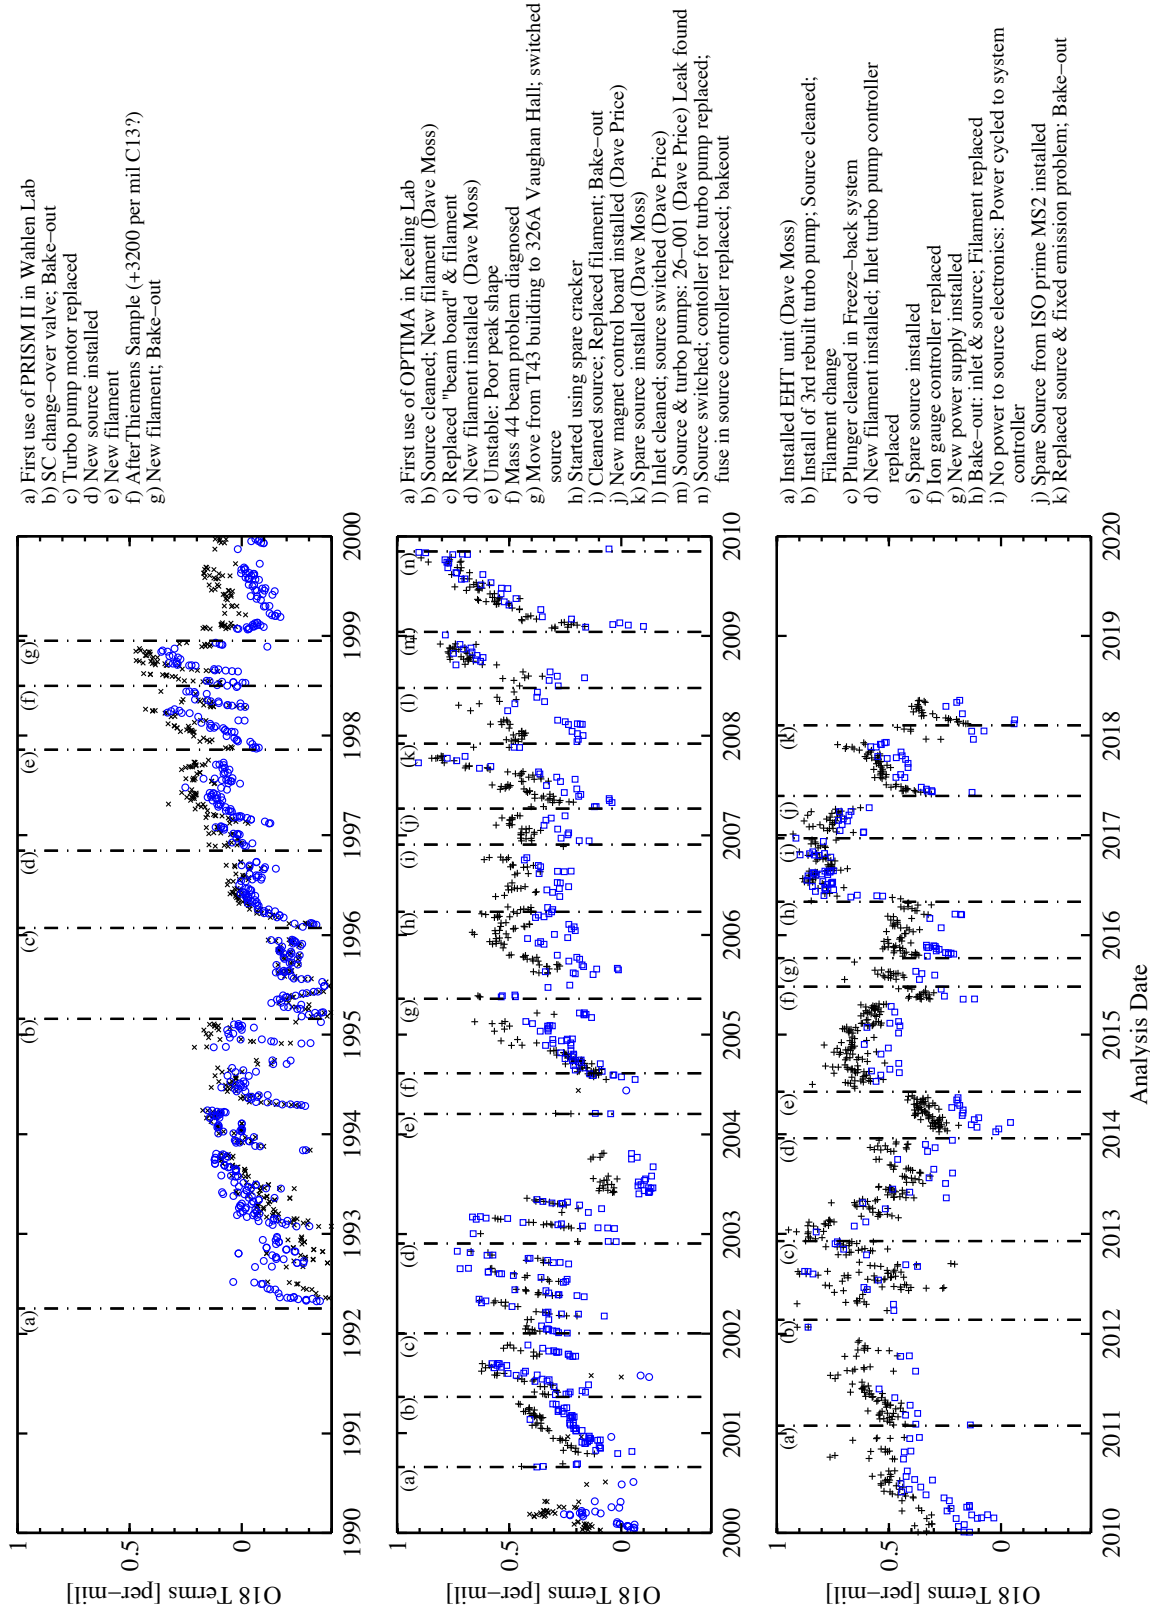 O18 Terms [per−mil]
1
0.5
0
1990
1991
1992
1993
1994
1995
1996
1997
1998
1999
2000
(a)
(b)
(c)
(d)
(e)
(f)
(g)
a) First use of PRISM II in Wahlen Lab
b) SC change−over valve; Bake−out
c) Turbo pump motor replaced
d) New source installed
e) New filament
f) AfterThiemens Sample (+3200 per mil C13?)
g) New filament; Bake−out
O18 Terms [per−mil]
1
0.5
0
2000
2001
2002
2003
2004
2005
2006
2007
2008
2009
2010
(a)
(b)
(c)
(d)
(e)
(f)
(g)
(h)
(i)
(j)
(k)
(l)
(m)
(n)
a) First use of OPTIMA in Keeling Lab
b) Source cleaned; New filament (Dave Moss)
c) Replaced "beam board" & filament
d) New filament installed (Dave Moss)
e) Unstable: Poor peak shape
f) Mass 44 beam problem diagnosed
g) Move from T43 building to 326A Vaughan Hall; switched
source
h) Started using spare cracker
i) Cleaned source; Replaced filament; Bake−out
j) New magnet control board installed (Dave Price)
k) Spare source installed (Dave Moss)
l) Inlet cleaned; source switched (Dave Price)
m) Source & turbo pumps: 26−001 (Dave Price) Leak found
n) Source switched; controller for turbo pump replaced;
fuse in source controller replaced; bakeout
O18 Terms [per−mil]
1
0.5
0
2010
2011
2012
2013
2014
2015
2016
2017
2018
2019
2020
Analysis Date
(a)
(b)
(c)
(d)
(e)
(f)
(g)
(h)
(i)
(j)
(k)
a) Installed EHT unit (Dave Moss)
b) Install of 3rd rebuilt turbo pump; Source cleaned;
Filament change
c) Plunger cleaned in Freeze−back system
d) New filament installed; Inlet turbo pump controller
replaced
e) Spare source installed
f) Ion gauge controller replaced
g) New power supply installed
h) Bake−out: inlet & source; Filament replaced
i) No power to source electronics: Power cycled to system
controller
j) Spare Source from ISO prime MS2 installed
k) Replaced source & fixed emission problem; Bake−out